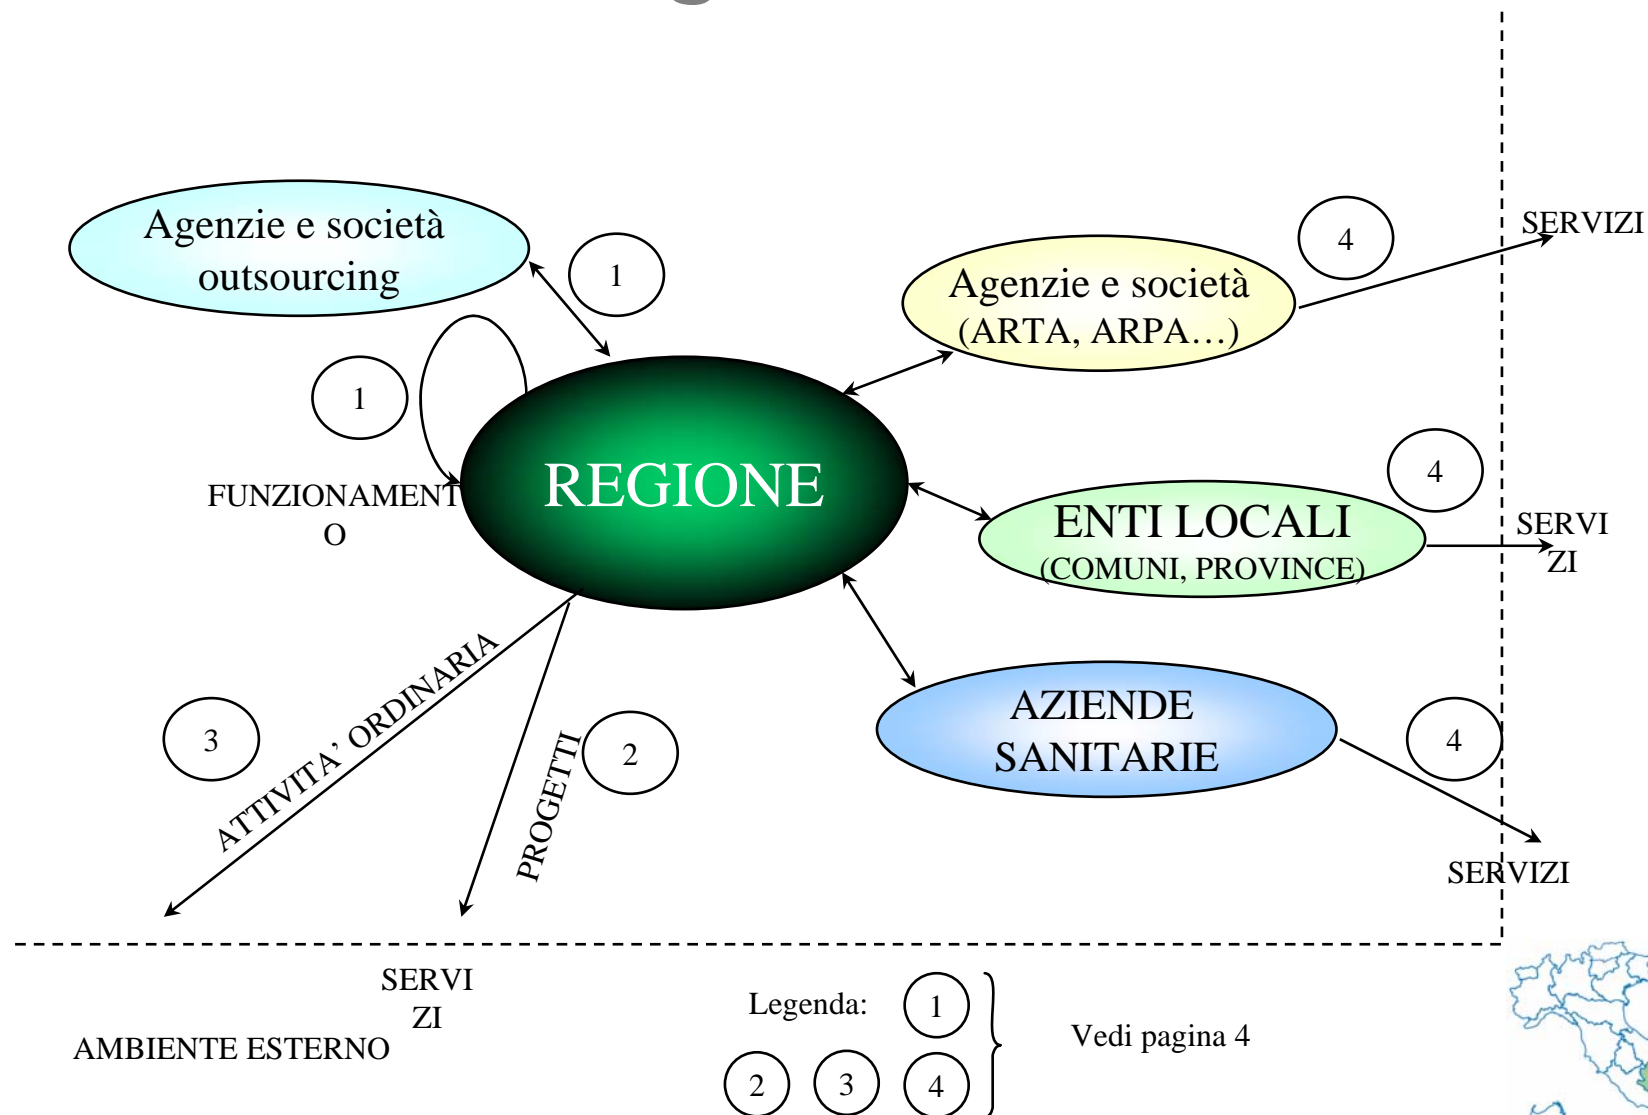 Agenzie e società
outsourcing
1
4
SERVIZI
Agenzie e società
(ARTA, ARPA…)
1
FUNZIONAMENT
O
REGIONE
4
ENTI LOCALI
(COMUNI, PROVINCE)
SERVI
ZI
3
ATTIVITA’ ORDINARIA
PROGETTI
2
AZIENDE
SANITARIE
4
SERVIZI
SERVI
ZI
AMBIENTE ESTERNO
Legenda:
1
2
3
4
Vedi pagina 4